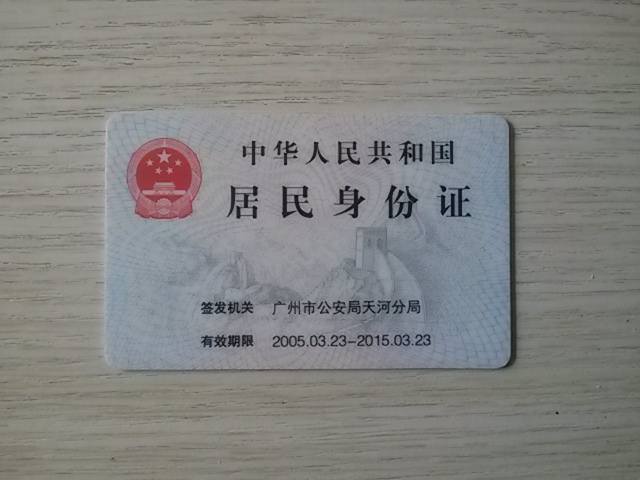 中华人民共和国
居民身份证
签发机关 广州市公安局天河分局
有效期限 2005.03.23-2015.03.23